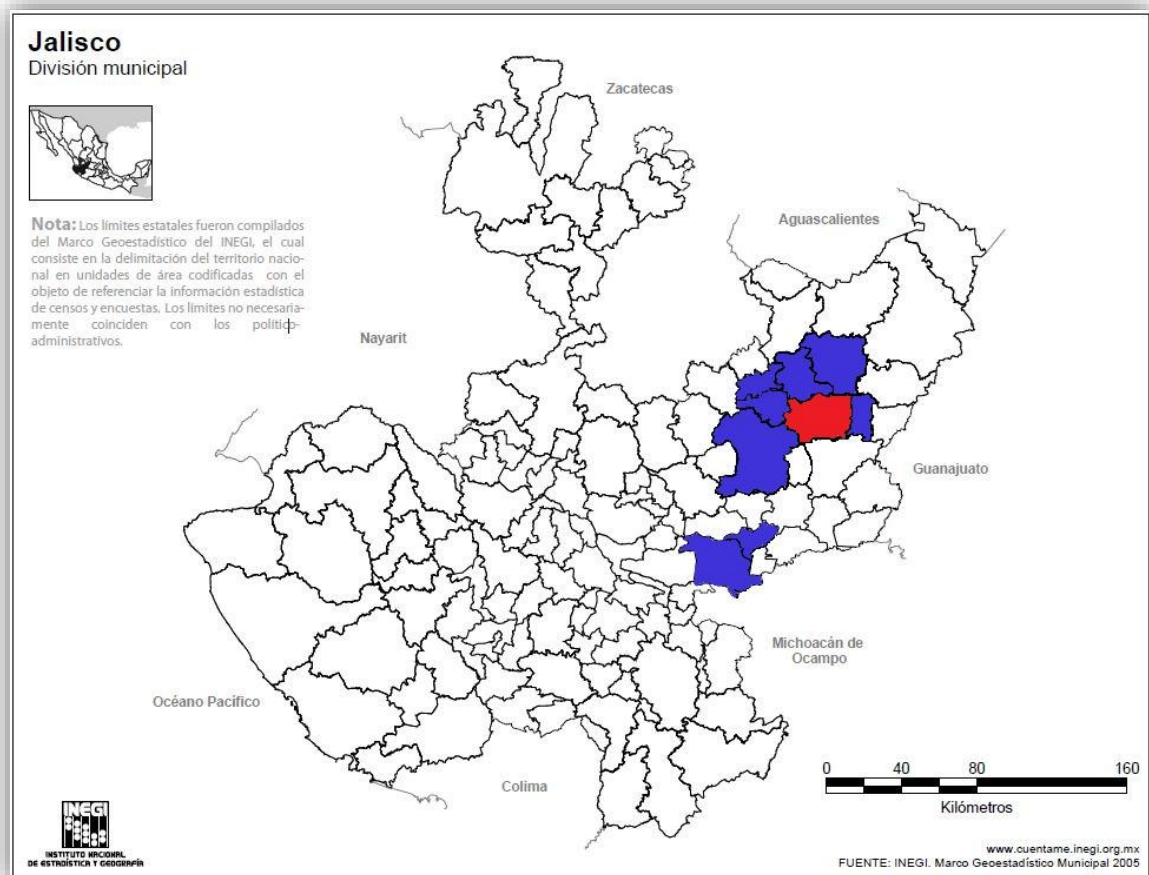 Jalisco
División municipal
Zacatecas
Aguascalientes
Nota: Los límites estatales fueron compilados
del Marco Geoestadístico del INEGI, el cual
consiste en la delimitación del territorio nacio-
nal en unidades de área codificadas con el
objeto de referenciar la información estadística
de censos y encuestas. Los límites no necesaria-
mente coinciden con los político-
administrativos.
Nayarit
Guanajuato
Michoacán de
Ocampo
Océano Pacífico
Colima
0 40 80 160
Kilómetros
INEGI
INSTITUTO NACIONAL
DE ESTADÍSTICA Y GEOGRAFÍA
www.cuentame.inegi.org.mx
FUENTE: INEGI. Marco Geoestadístico Municipal 2005